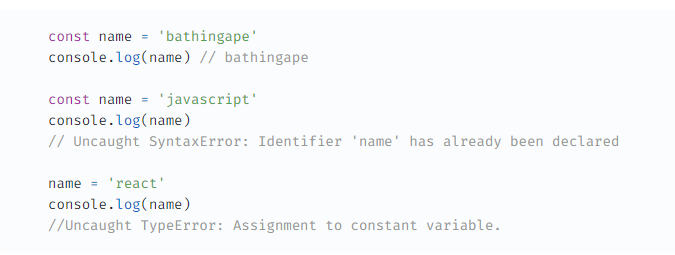 const name = 'bathingape'
console.log(name) // bathingape
const name = 'javascript'
console.log(name)
// Uncaught SyntaxError: Identifier 'name' has already been declared
name = 'react'
console.log(name)
//Uncaught TypeError: Assignment to constant variable.